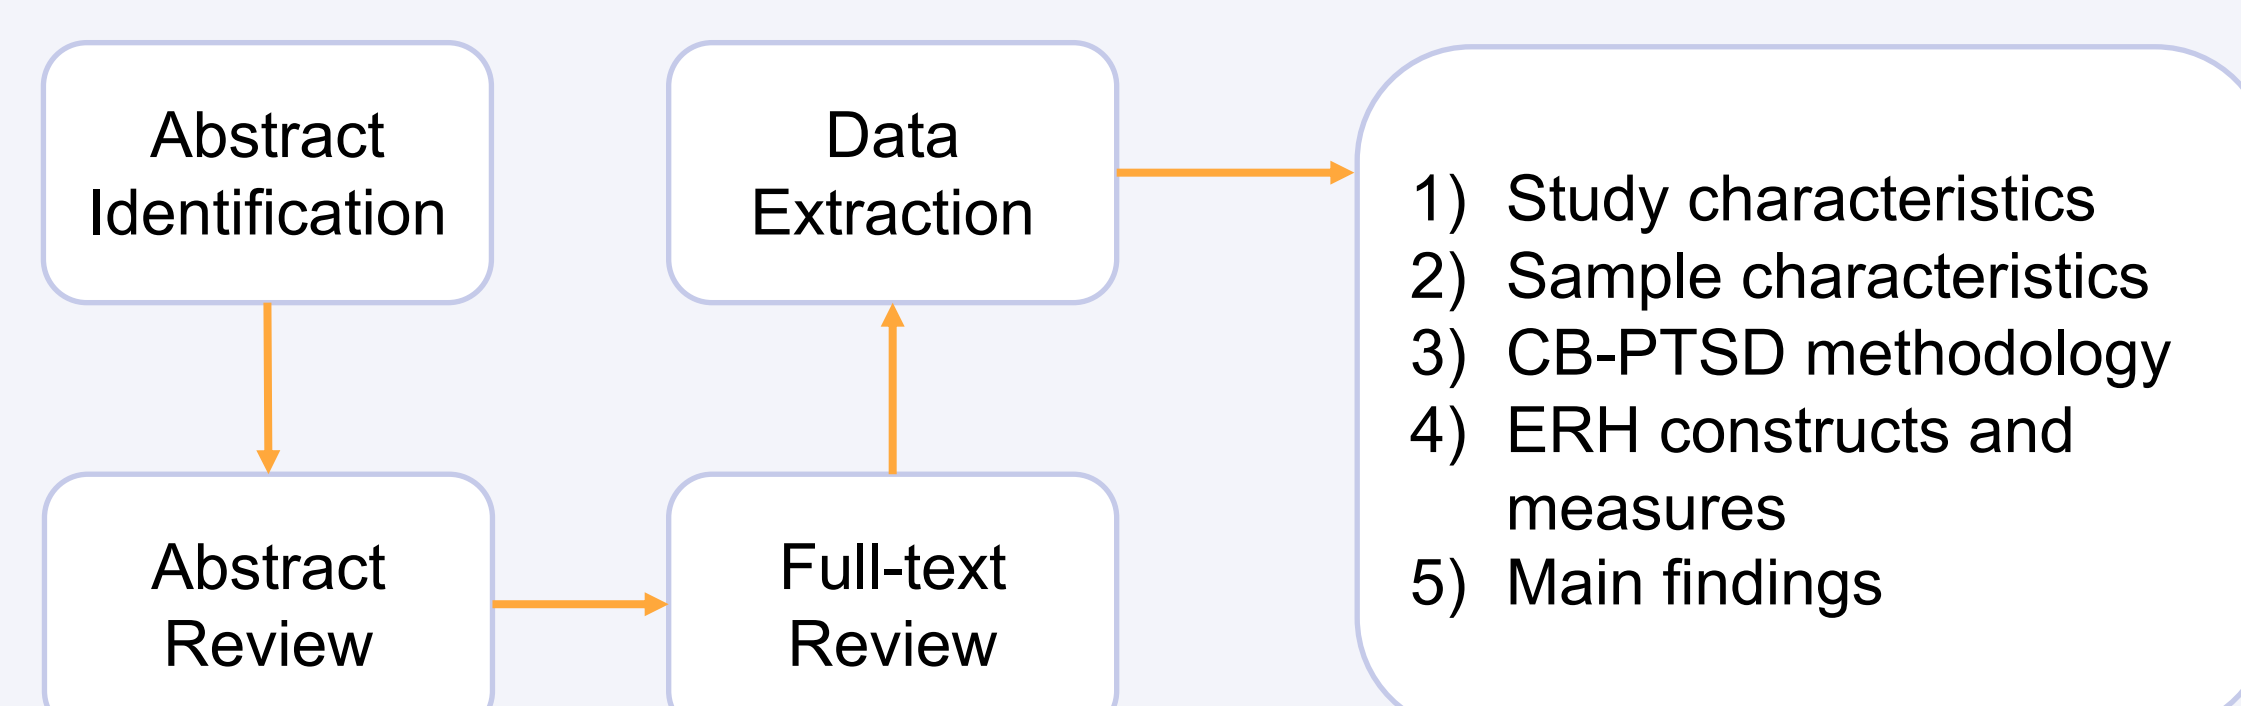 Abstract
Identification
Abstract
Review
Full-text
Review
Data
Extraction
1) Study characteristics
2) Sample characteristics
3) CB-PTSD methodology
4) ERH constructs and
measures
5) Main findings